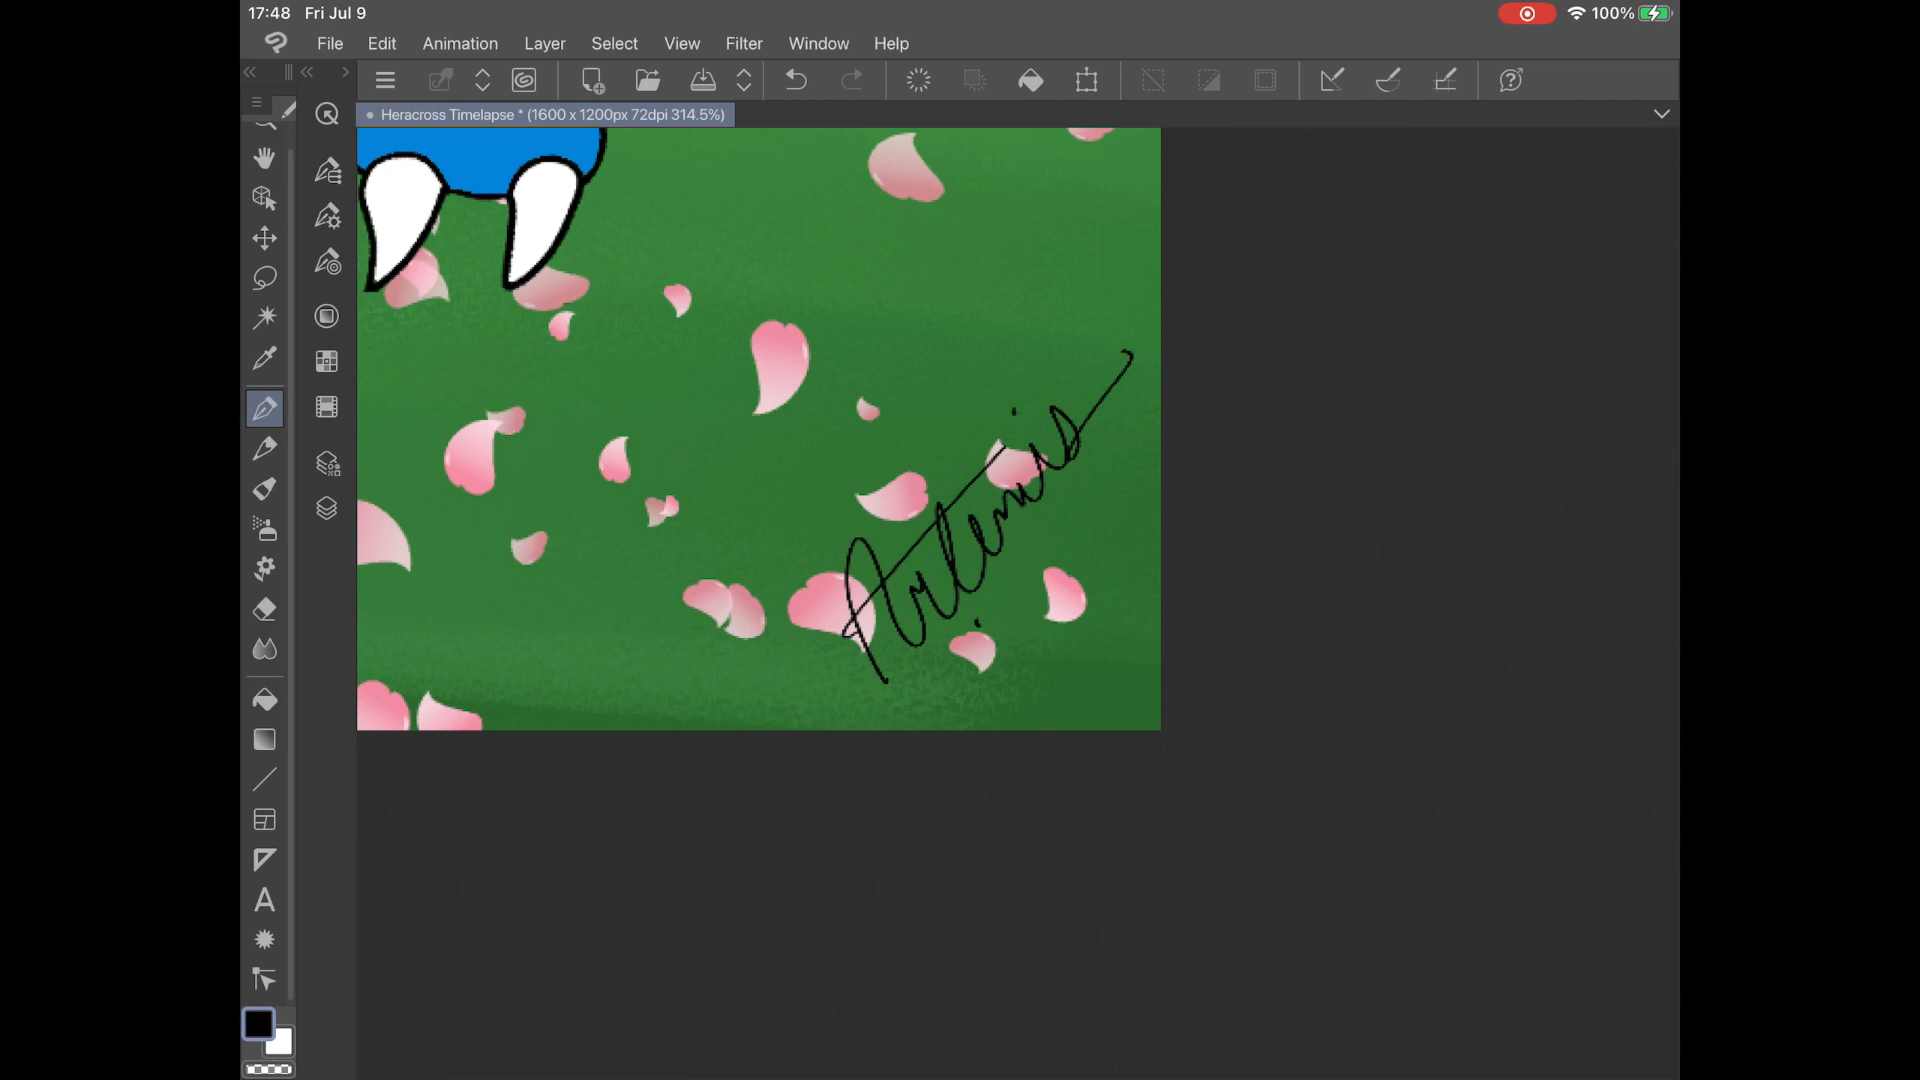 17:48 Fri Jul 9 100%
File Edit Animation Layer Select View Filter Window Help
Heracross Timelapse * (1600 x 1200px 72dpi 314.5%)
Artemis